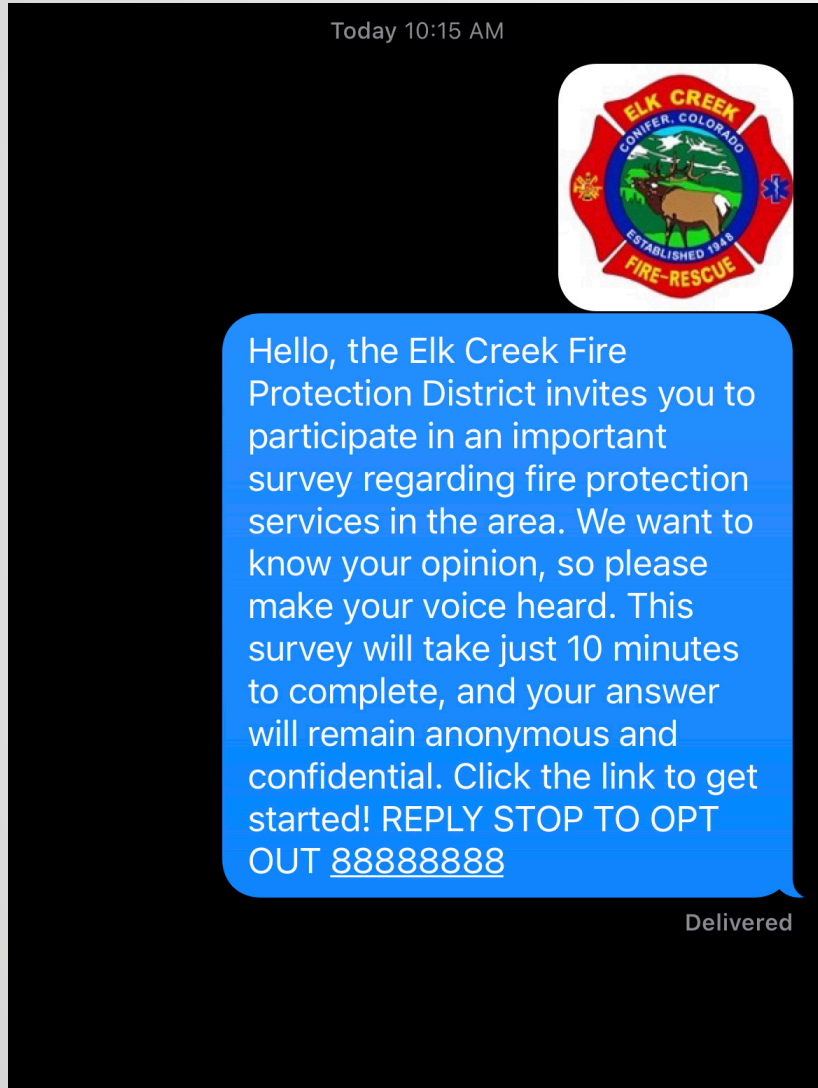 Today 10:15 AM
ELK CREEK
CONIFER, COLORADO
ESTABLISHED 1948
FIRE-RESCUE
Hello, the Elk Creek Fire
Protection District invites you to
participate in an important
survey regarding fire protection
services in the area. We want to
know your opinion, so please
make your voice heard. This
survey will take just 10 minutes
to complete, and your answer
will remain anonymous and
confidential. Click the link to get
started! REPLY STOP TO OPT
OUT 88888888
Delivered